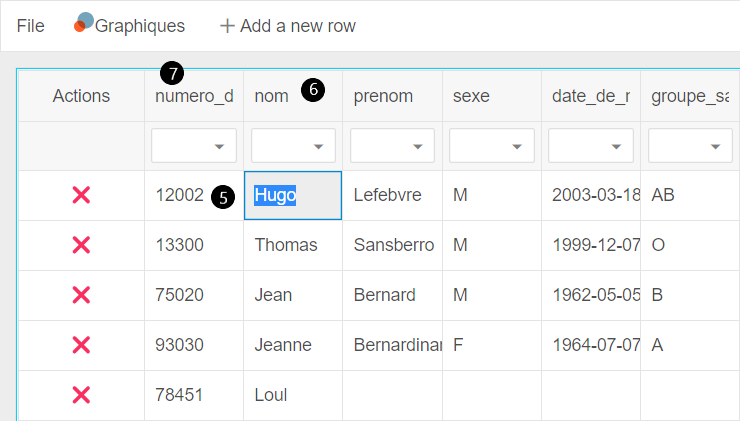 File Graphiques + Add a new row
7
Actions numero_d nom 6 prenom sexe date_de_n groupe_sa
12002 5 Hugo Lefebvre M 2003-03-18 AB
13300 Thomas Sansberro M 1999-12-07 O
75020 Jean Bernard M 1962-05-05 B
93030 Jeanne Bernardinar F 1964-07-07 A
78451 Loul